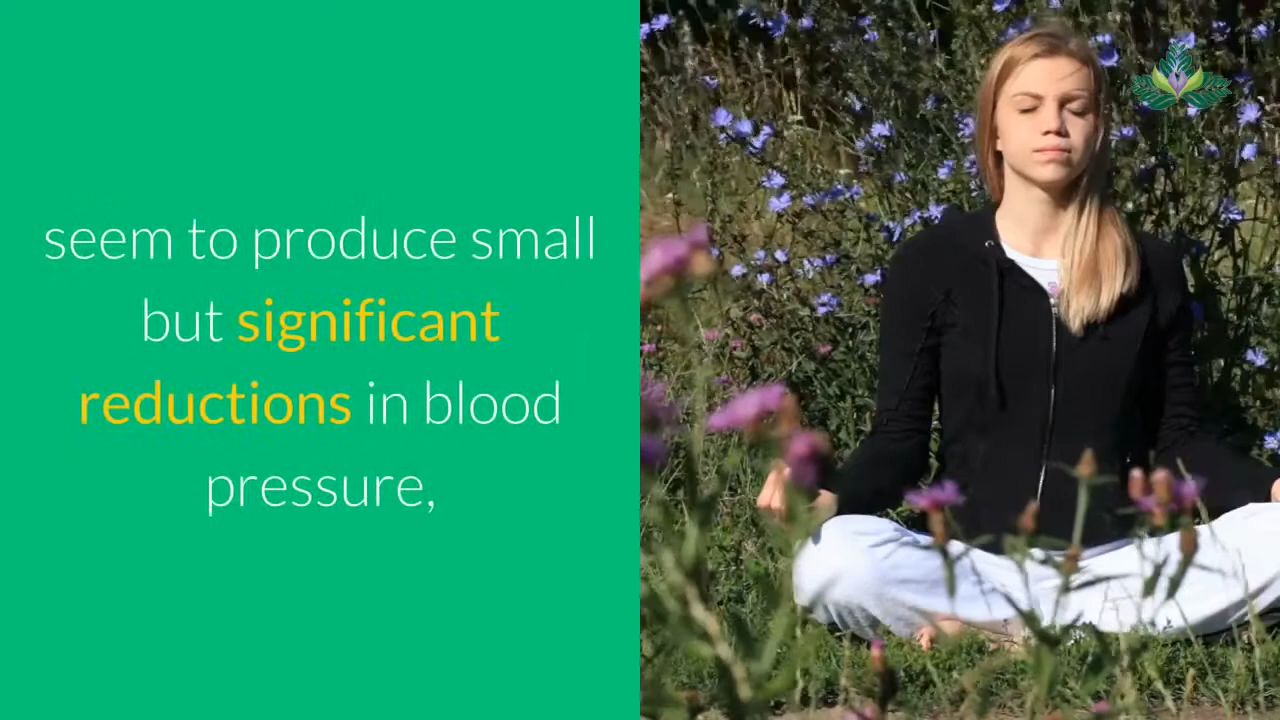 seem to produce small
but significant
reductions in blood
pressure,